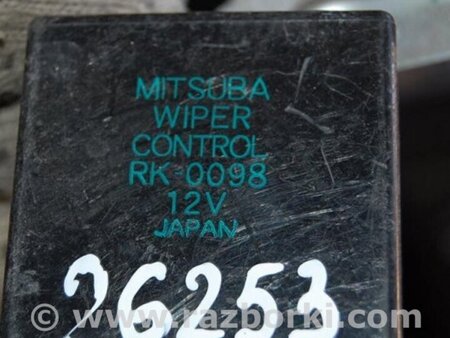 MITSUBA
WIPER
CONTROL
RK-0098
12V
JAPAN
26253
© www.razborki.com